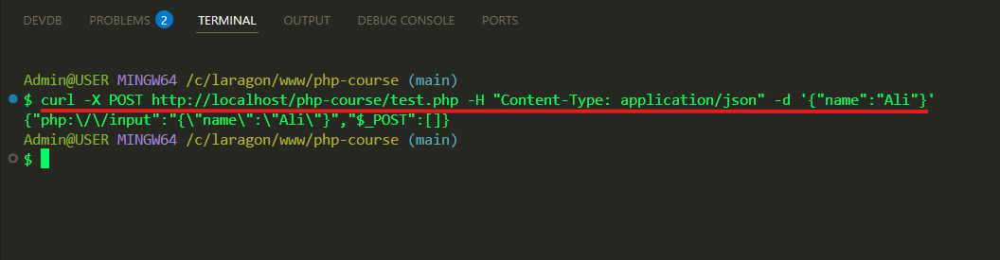 DEVDB PROBLEMS 2 TERMINAL OUTPUT DEBUG CONSOLE PORTS
Admin@USER MINGW64 /c/laragon/www/php-course (main)
$ curl -X POST http://localhost/php-course/test.php -H "Content-Type: application/json" -d '{"name":"Ali"}'
{"php:\/\/input":"{\"name\":\"Ali\"}","$_POST":[]}
Admin@USER MINGW64 /c/laragon/www/php-course (main)
$